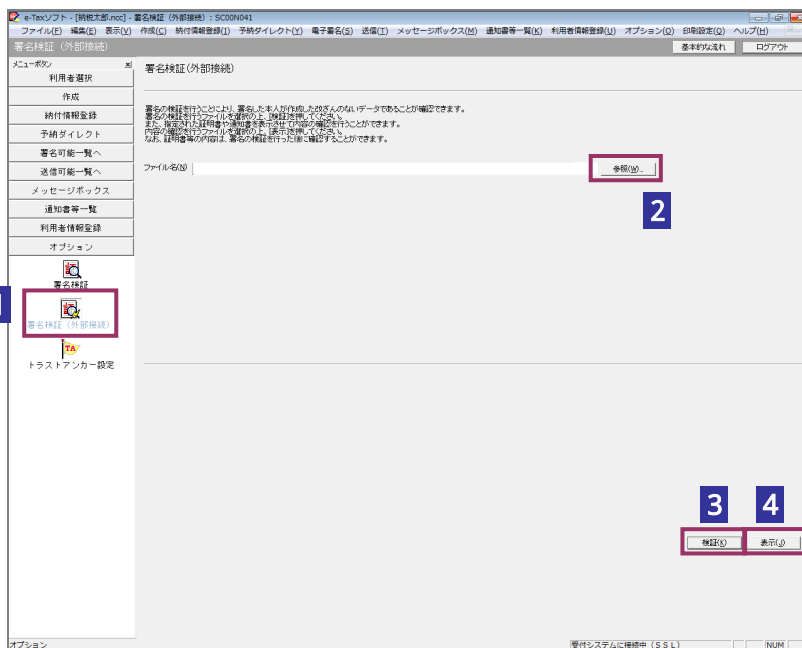 e-Taxソフト - [納税太郎.ncc] - 署名検証（外部接続）: SC00N041
ファイル(F) 編集(E) 表示(V) 作成(C) 納付情報登録(I) 予納ダイレクト(Y) 電子署名(S) 送信(T) メッセージボックス(M) 通知書等一覧(K) 利用者情報登録(U) オプション(O) 印刷設定(Q) ヘルプ(H)
署名検証（外部接続） 基本的な流れ ログアウト
メニューボタン
利用者選択
作成
納付情報登録
予納ダイレクト
署名可能一覧へ
送信可能一覧へ
メッセージボックス
通知書等一覧
利用者情報登録
オプション
署名検証
署名検証（外部接続）
TA
トラストアンカー設定
署名検証（外部接続）
署名の検証を行うことにより、署名した本人が作成した改ざんのないデータであることが確認できます。
署名の検証を行うファイルを選択の上、[検証]を押してください。
また、指定された証明書や通知書を表示させて内容の確認を行うことができます。
内容の確認を行うファイルを選択の上、[表示]を押してください。
なお、証明書等の内容は、署名の検証を行った後に確認することができます。
ファイル名(N) 参照(W)...
2
3 4
検証(X) 表示(J)
オプション 受付システムに接続中（ＳＳＬ） NUM